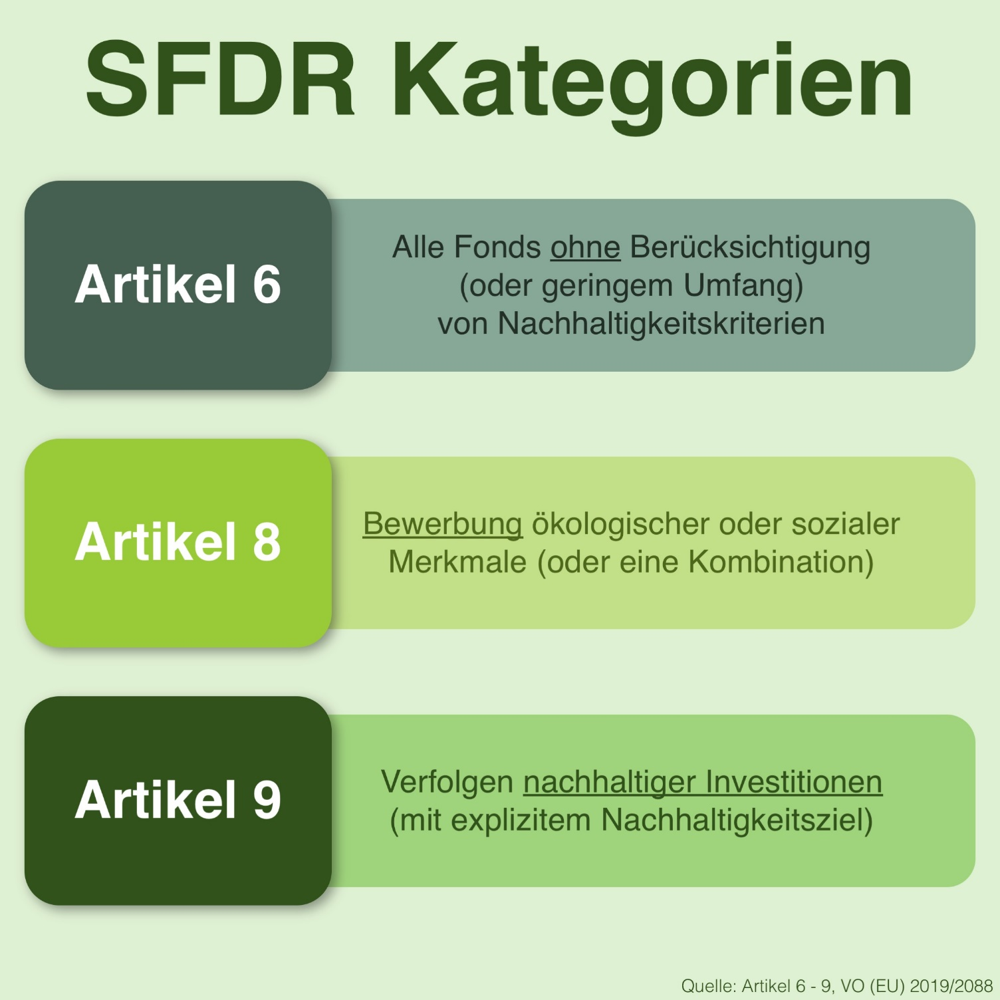 SFDR Kategorien
Artikel 6
Alle Fonds ohne Berücksichtigung
(oder geringem Umfang)
von Nachhaltigkeitskriterien
Artikel 8
Bewerbung ökologischer oder sozialer
Merkmale (oder eine Kombination)
Artikel 9
Verfolgen nachhaltiger Investitionen
(mit explizitem Nachhaltigkeitsziel)
Quelle: Artikel 6 - 9, VO (EU) 2019/2088